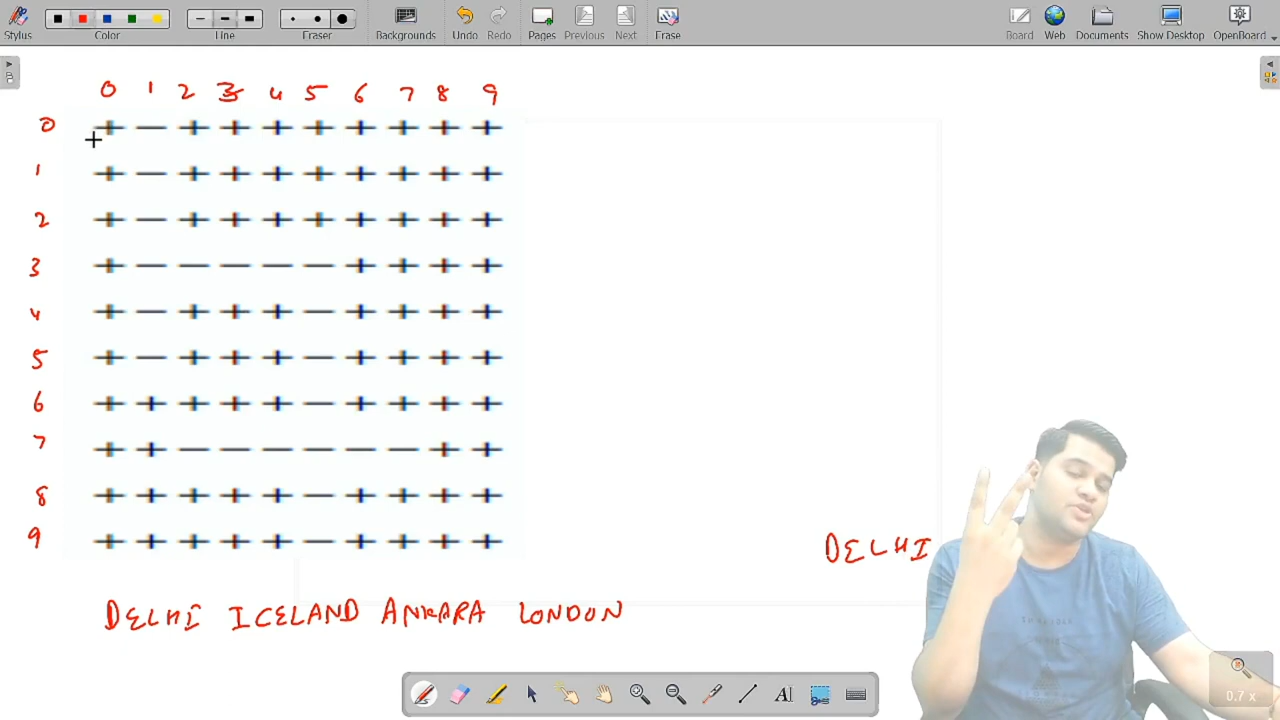 Stylus Color Line Eraser Backgrounds Undo Redo Pages Previous Next Erase Board Web Documents Show Desktop OpenBoard
0 1 2 3 4 5 6 7 8 9
0 + - + + + + + + + +
1 + - + + + + + + + +
2 + - + + + + + + + +
3 + - - - - - + + + +
4 + - + + + - + + + +
5 + - + + + - + + + +
6 + + + + + - + + + +
7 + + - - - - - - + +
8 + + + + + - + + + +
9 + + + + + - + + + +
DELHI
DELHI ICELAND ANKARA LONDON
0.7 x